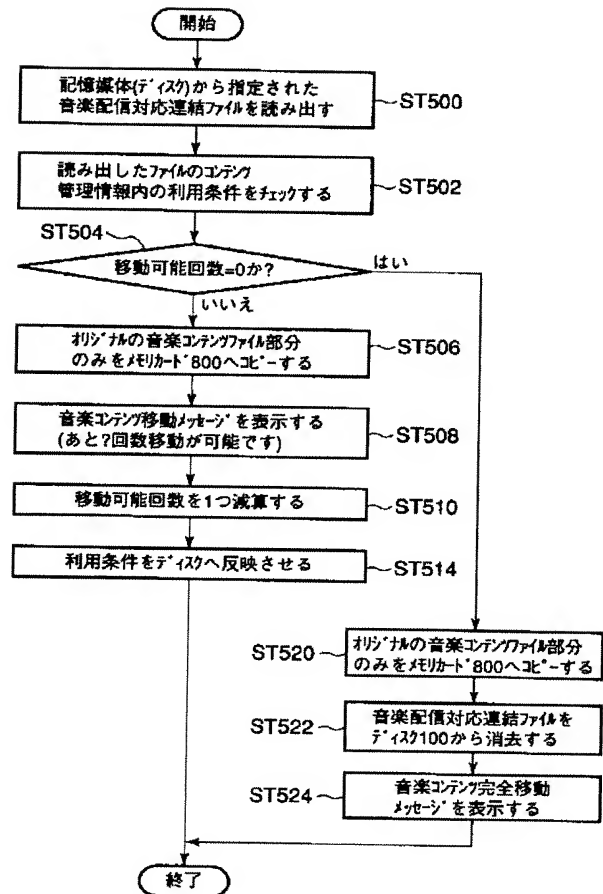 開始
記憶媒体(ディスク)から指定された
音楽配信対応連結ファイルを読み出す
ST500
読み出したファイルのコンテンツ
管理情報内の利用条件をチェックする
ST502
ST504
移動可能回数=0か?
はい
いいえ
オリジナルの音楽コンテンツファイル部分
のみをメモリカード800へコピーする
ST506
音楽コンテンツ移動メッセージを表示する
(あと?回数移動が可能です)
ST508
移動可能回数を1つ減算する
ST510
利用条件をディスクへ反映させる
ST514
ST520
オリジナルの音楽コンテンツファイル部分
のみをメモリカード800へコピーする
ST522
音楽配信対応連結ファイルを
ディスク100から消去する
ST524
音楽コンテンツ完全移動
メッセージを表示する
終了